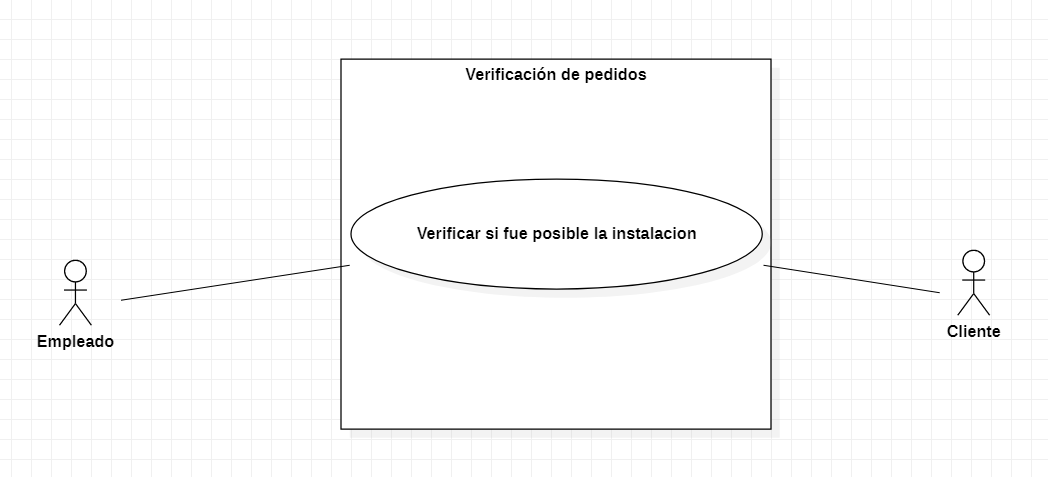 Verificación de pedidos
Verificar si fue posible la instalacion
Empleado
Cliente